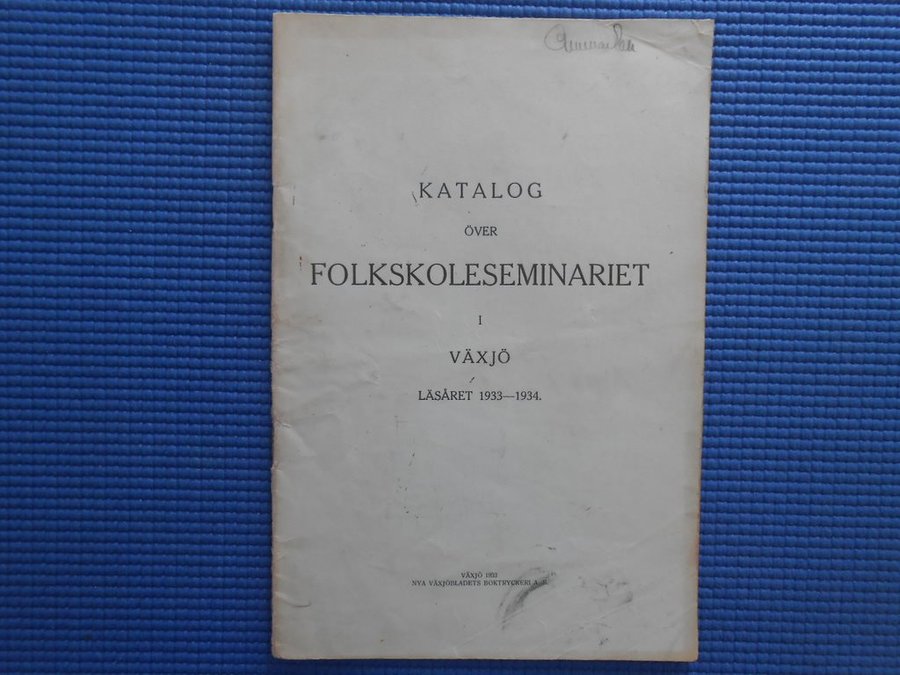 KATALOG
ÖVER
FOLKSKOLESEMINARIET
I
VÄXJÖ
LÄSÅRET 1933—1934.
VÄXJÖ 1933
NYA VÄXJÖBLADETS BOKTRYCKERI A. B.